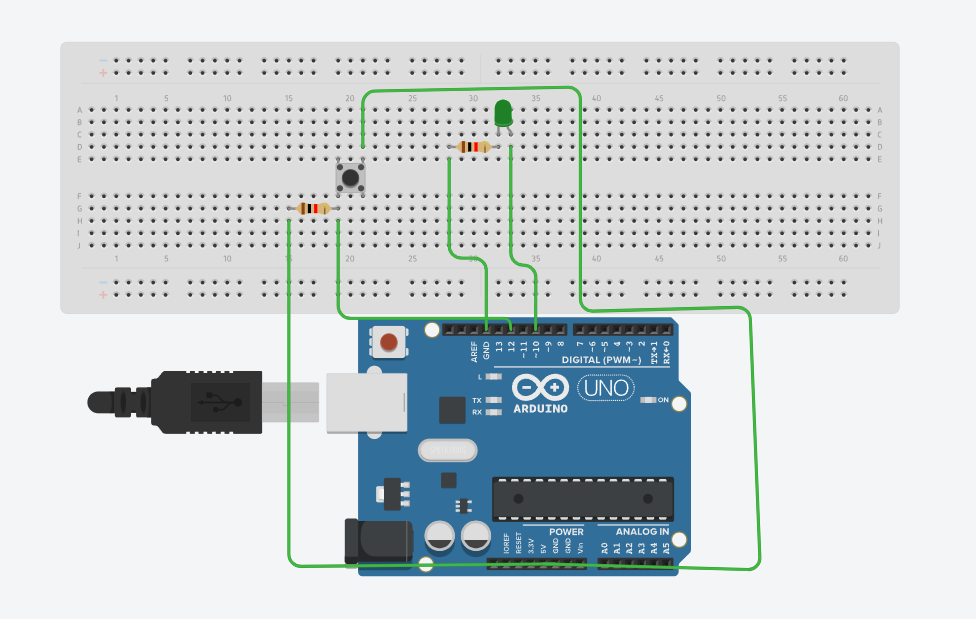 1 5 10 15 20 25 30 35 40 45 50 55 60
A A
B B
C C
D D
E E
F F
G G
H H
I I
J J
1 5 10 15 20 25 30 35 40 45 50 55 60
AREF GND 13 12 ~11 ~10 ~9 8 7 ~6 ~5 4 ~3 2 TX→1 RX←0
DIGITAL (PWM~)
L
TX
RX
ARDUINO
UNO
ON
POWER ANALOG IN
IOREF RESET 3.3V 5V GND GND Vin A0 A1 A2 A3 A4 A5